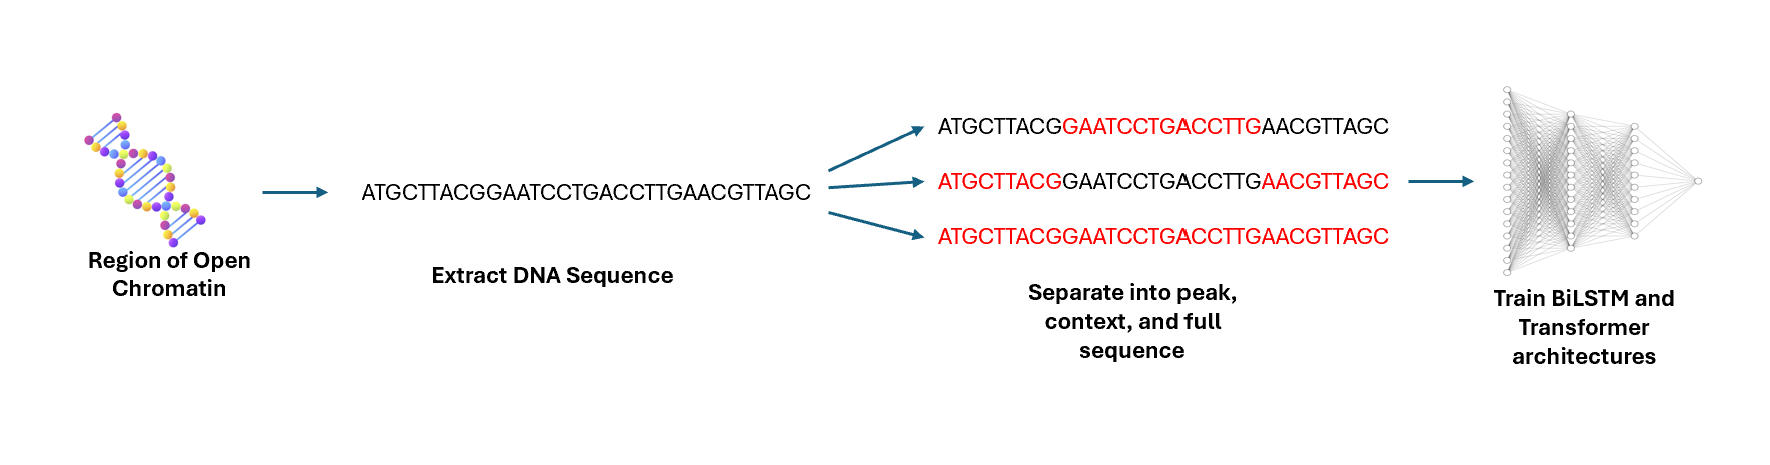 Region of Open
Chromatin
ATGCTTACGGAATCCTGACCTTGAACGTTAGC
Extract DNA Sequence
ATGCTTACGGAATCCTGACCTTGAACGTTAGC
ATGCTTACGGAATCCTGACCTTGAACGTTAGC
ATGCTTACGGAATCCTGACCTTGAACGTTAGC
Separate into peak,
context, and full
sequence
Train BiLSTM and
Transformer
architectures